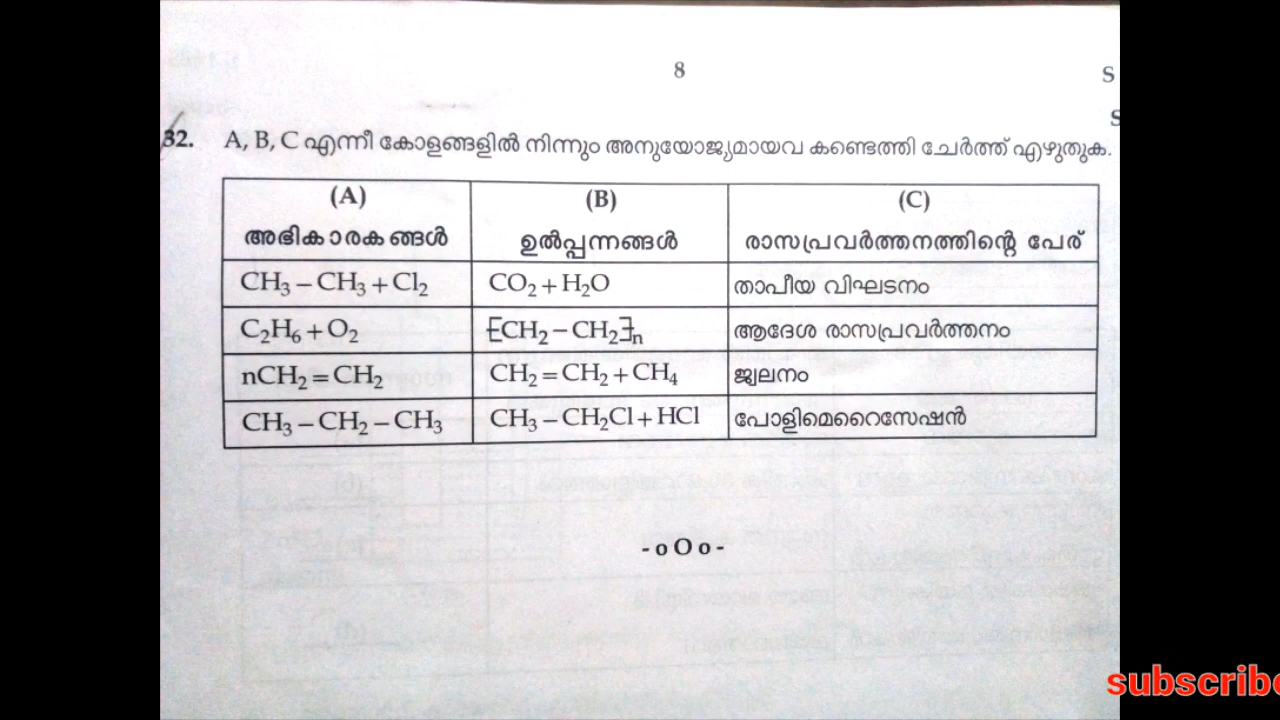 8
S
S
32. A, B, C എന്നീ കോളങ്ങളിൽ നിന്നും അനുയോജ്യമായവ കണ്ടെത്തി ചേർത്ത് എഴുതുക.
(A) (B) (C)
അഭികാരകങ്ങൾ ഉൽപ്പന്നങ്ങൾ രാസപ്രവർത്തനത്തിന്റെ പേര്
CH₃ – CH₃ + Cl₂ CO₂ + H₂O താപീയ വിഘടനം
C₂H₆ + O₂ [CH₂ – CH₂]ₙ ആദേശ രാസപ്രവർത്തനം
nCH₂ = CH₂ CH₂ = CH₂ + CH₄ ജ്വലനം
CH₃ – CH₂ – CH₃ CH₃ – CH₂Cl + HCl പോളിമെറൈസേഷൻ
- o O o -
subscribe